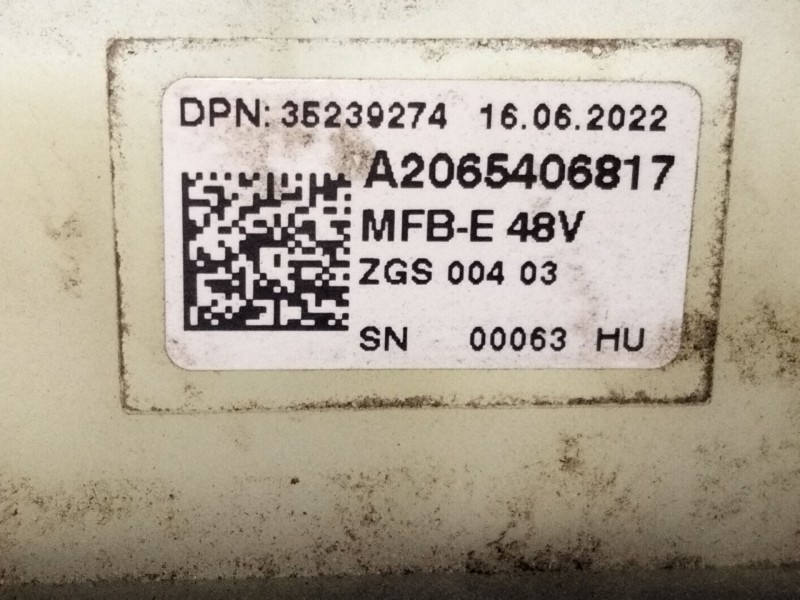 DPN: 35239274 16.06.2022
A2065406817
MFB-E 48V
ZGS 004 03
SN 00063 HU